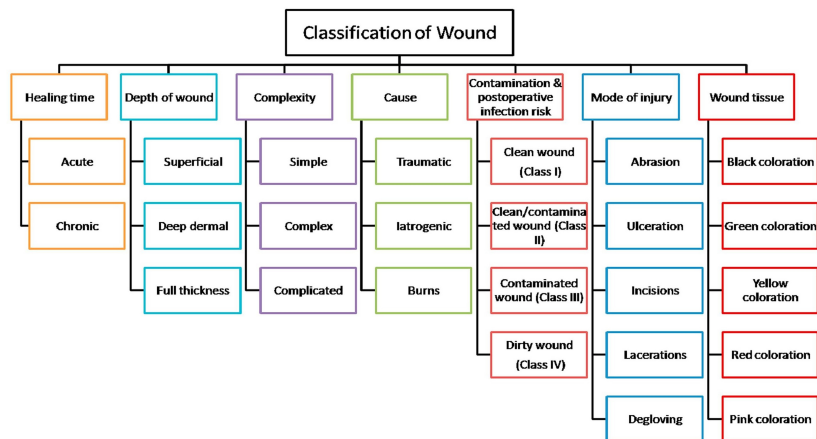 Classification of Wound
Healing time
Acute
Chronic
Depth of wound
Superficial
Deep dermal
Full thickness
Complexity
Simple
Complex
Complicated
Cause
Traumatic
Iatrogenic
Burns
Contamination &
postoperative
infection risk
Clean wound
(Class I)
Clean/contamina
ted wound (Class
II)
Contaminated
wound (Class III)
Dirty wound
(Class IV)
Mode of injury
Abrasion
Ulceration
Incisions
Lacerations
Degloving
Wound tissue
Black coloration
Green coloration
Yellow
coloration
Red coloration
Pink coloration